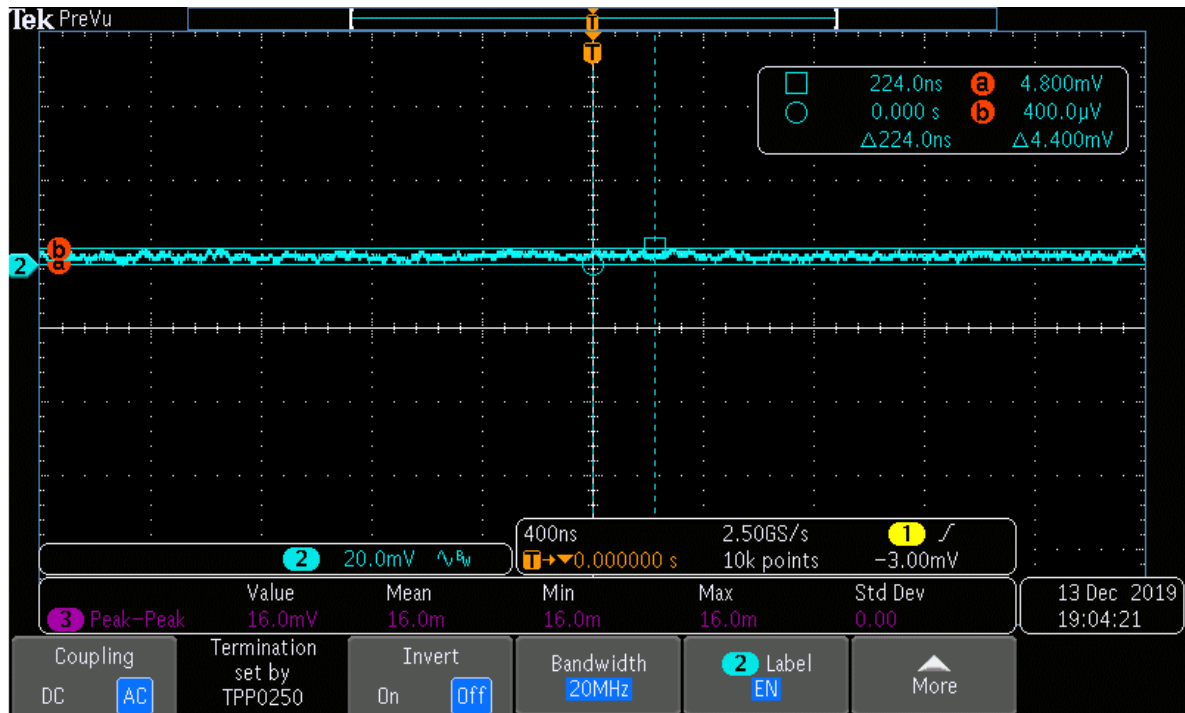 Tek PreVu
T
T
224.0ns a 4.800mV
0.000 s b 400.0µV
△224.0ns △4.400mV
b
2
a
400ns 2.50GS/s 1
2 20.0mV BW
T→▼0.000000 s 10k points −3.00mV
Value Mean Min Max Std Dev
3 Peak−Peak 16.0mV 16.0m 16.0m 16.0m 0.00
13 Dec 2019
19:04:21
Coupling
DC AC
Termination
set by
TPP0250
Invert
On Off
Bandwidth
20MHz
2 Label
EN
More